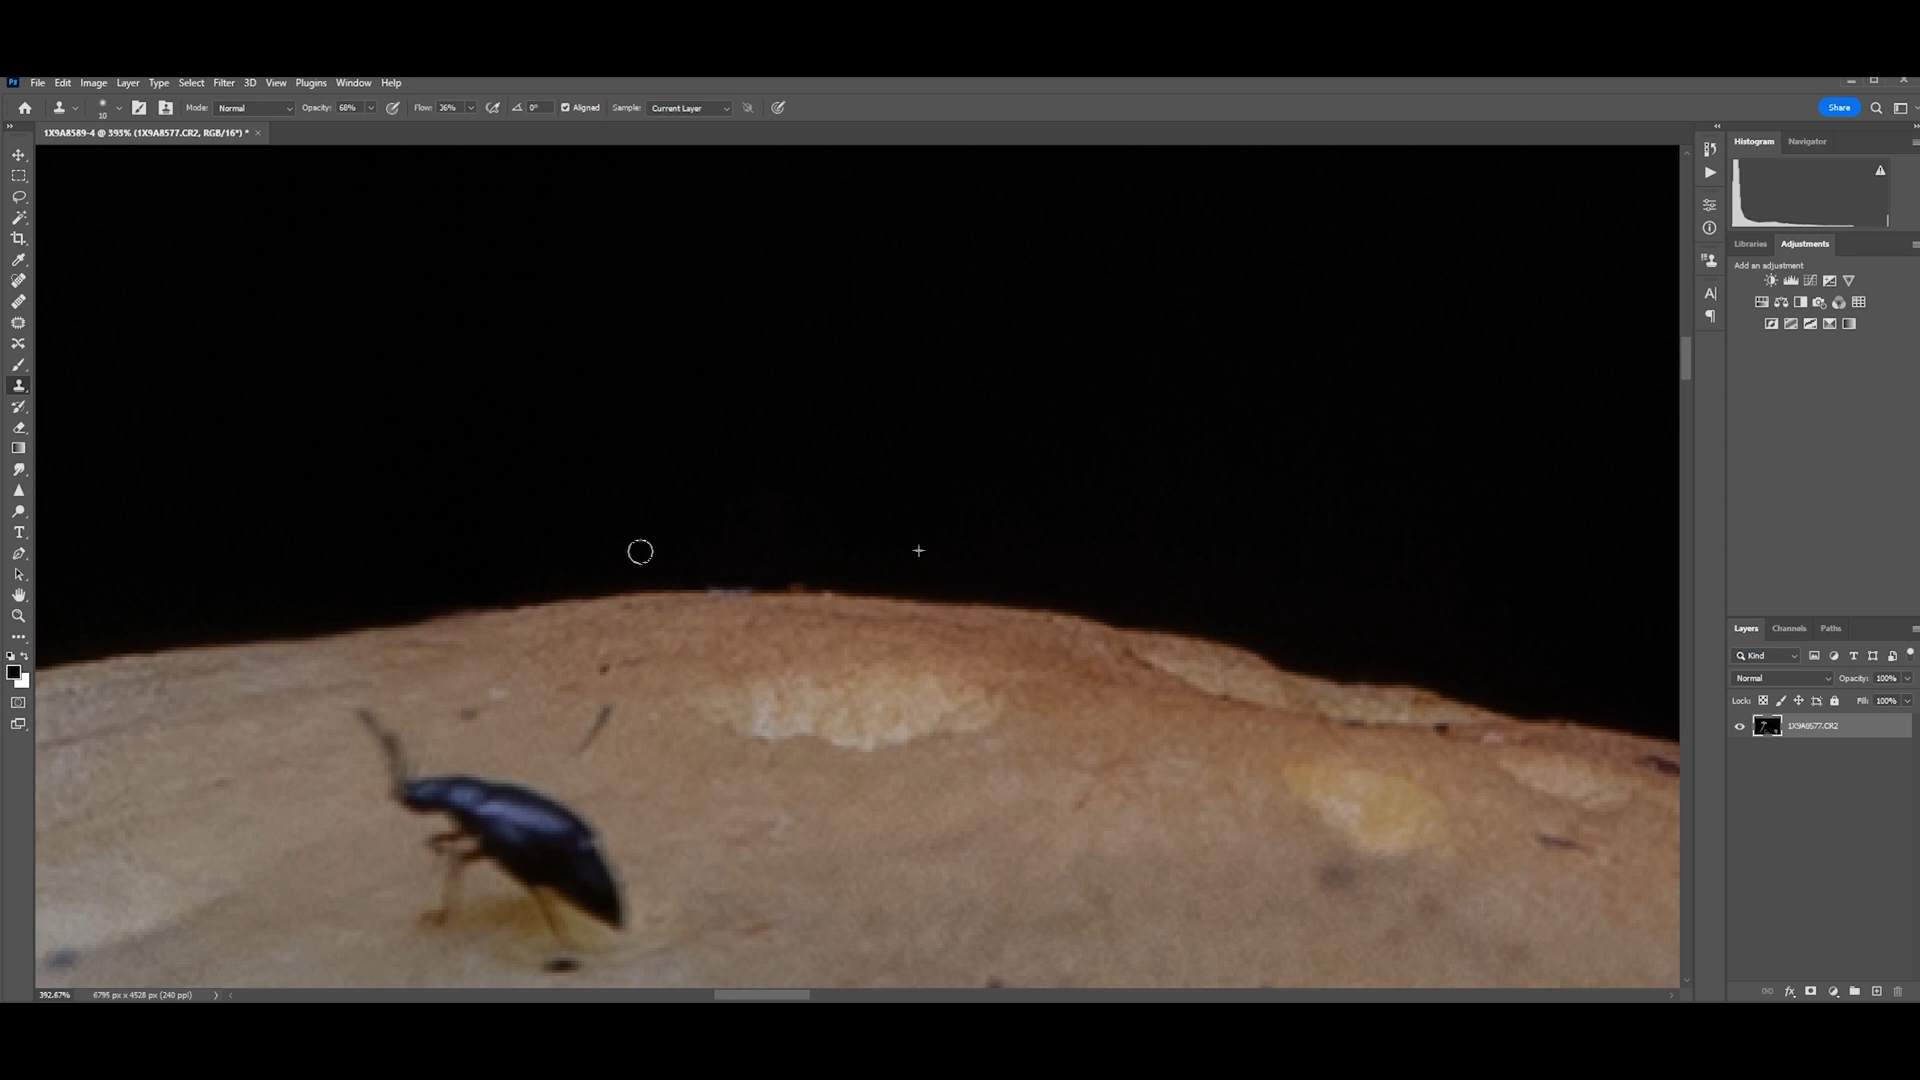 Ps File Edit Image Layer Type Select Filter 3D View Plugins Window Help
10 Mode: Normal Opacity: 68% Flow: 36% 0° Aligned Sample: Current Layer Share
1X9A8589-4 @ 393% (1X9A8577.CR2, RGB/16*) * ×
Histogram Navigator
Libraries Adjustments
Add an adjustment
Layers Channels Paths
Kind
Normal Opacity: 100%
Lock: Fill: 100%
1X9A8577.CR2
392.67% 6795 px x 4528 px (240 ppi)